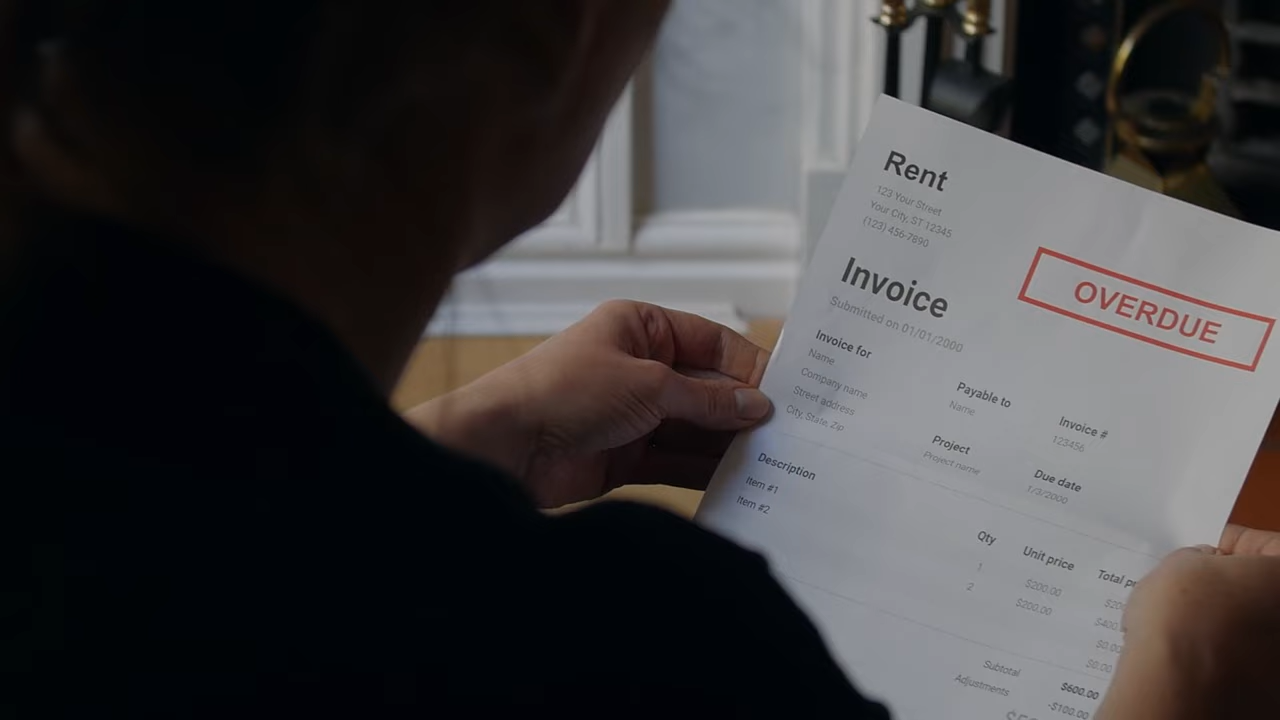 Rent
123 Your Street
Your City, ST 12345
(123) 456-7890
OVERDUE
Invoice
Submitted on 01/01/2000
Invoice for
Name
Company name
Street address
City, State, Zip
Payable to
Name
Invoice #
123456
Project
Project name
Due date
1/3/2000
Description
Item #1
Item #2
Qty
Unit price
Total
1
$200.00
2
$200.00
$0.00
$0.00
Subtotal
$600.00
Adjustments
-$100.00